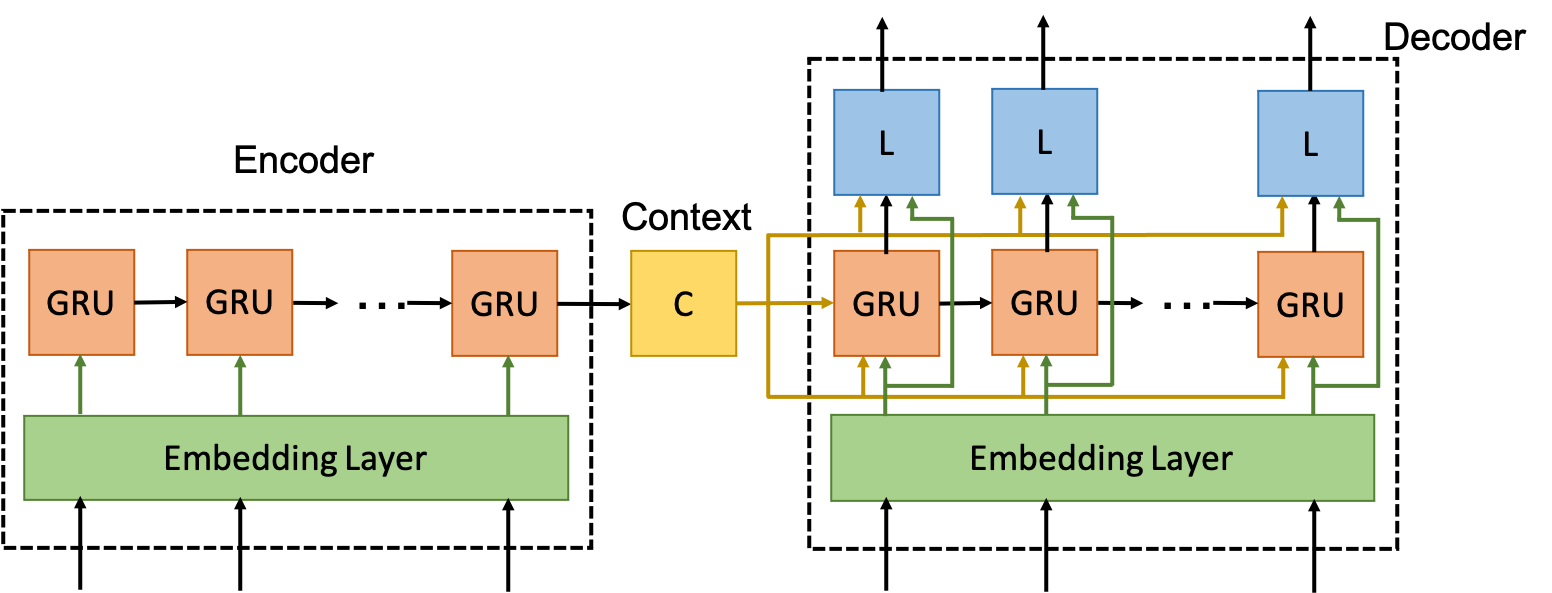 Encoder
GRU
GRU
...
GRU
Embedding Layer
Context
C
Decoder
L
L
L
GRU
GRU
...
GRU
Embedding Layer